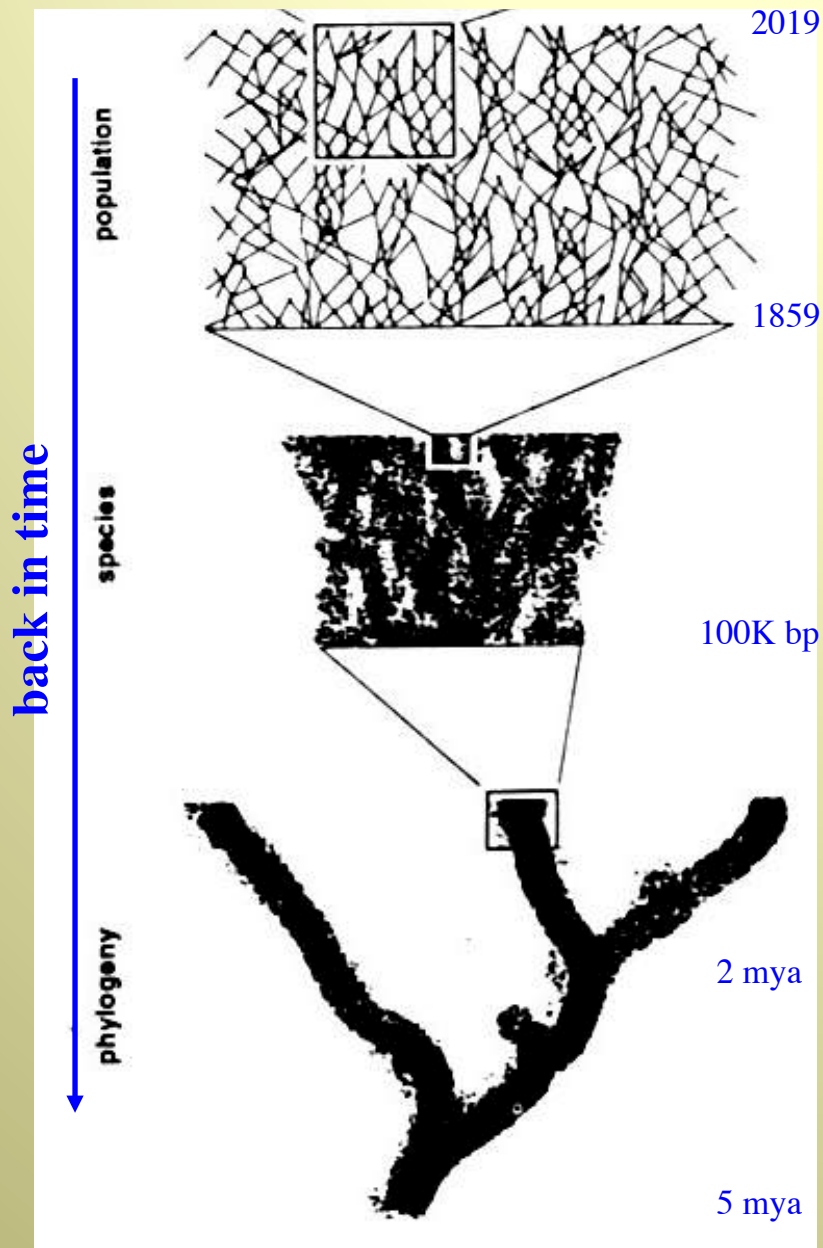 2019
population
1859
back in time
species
100K bp
2 mya
phylogeny
5 mya